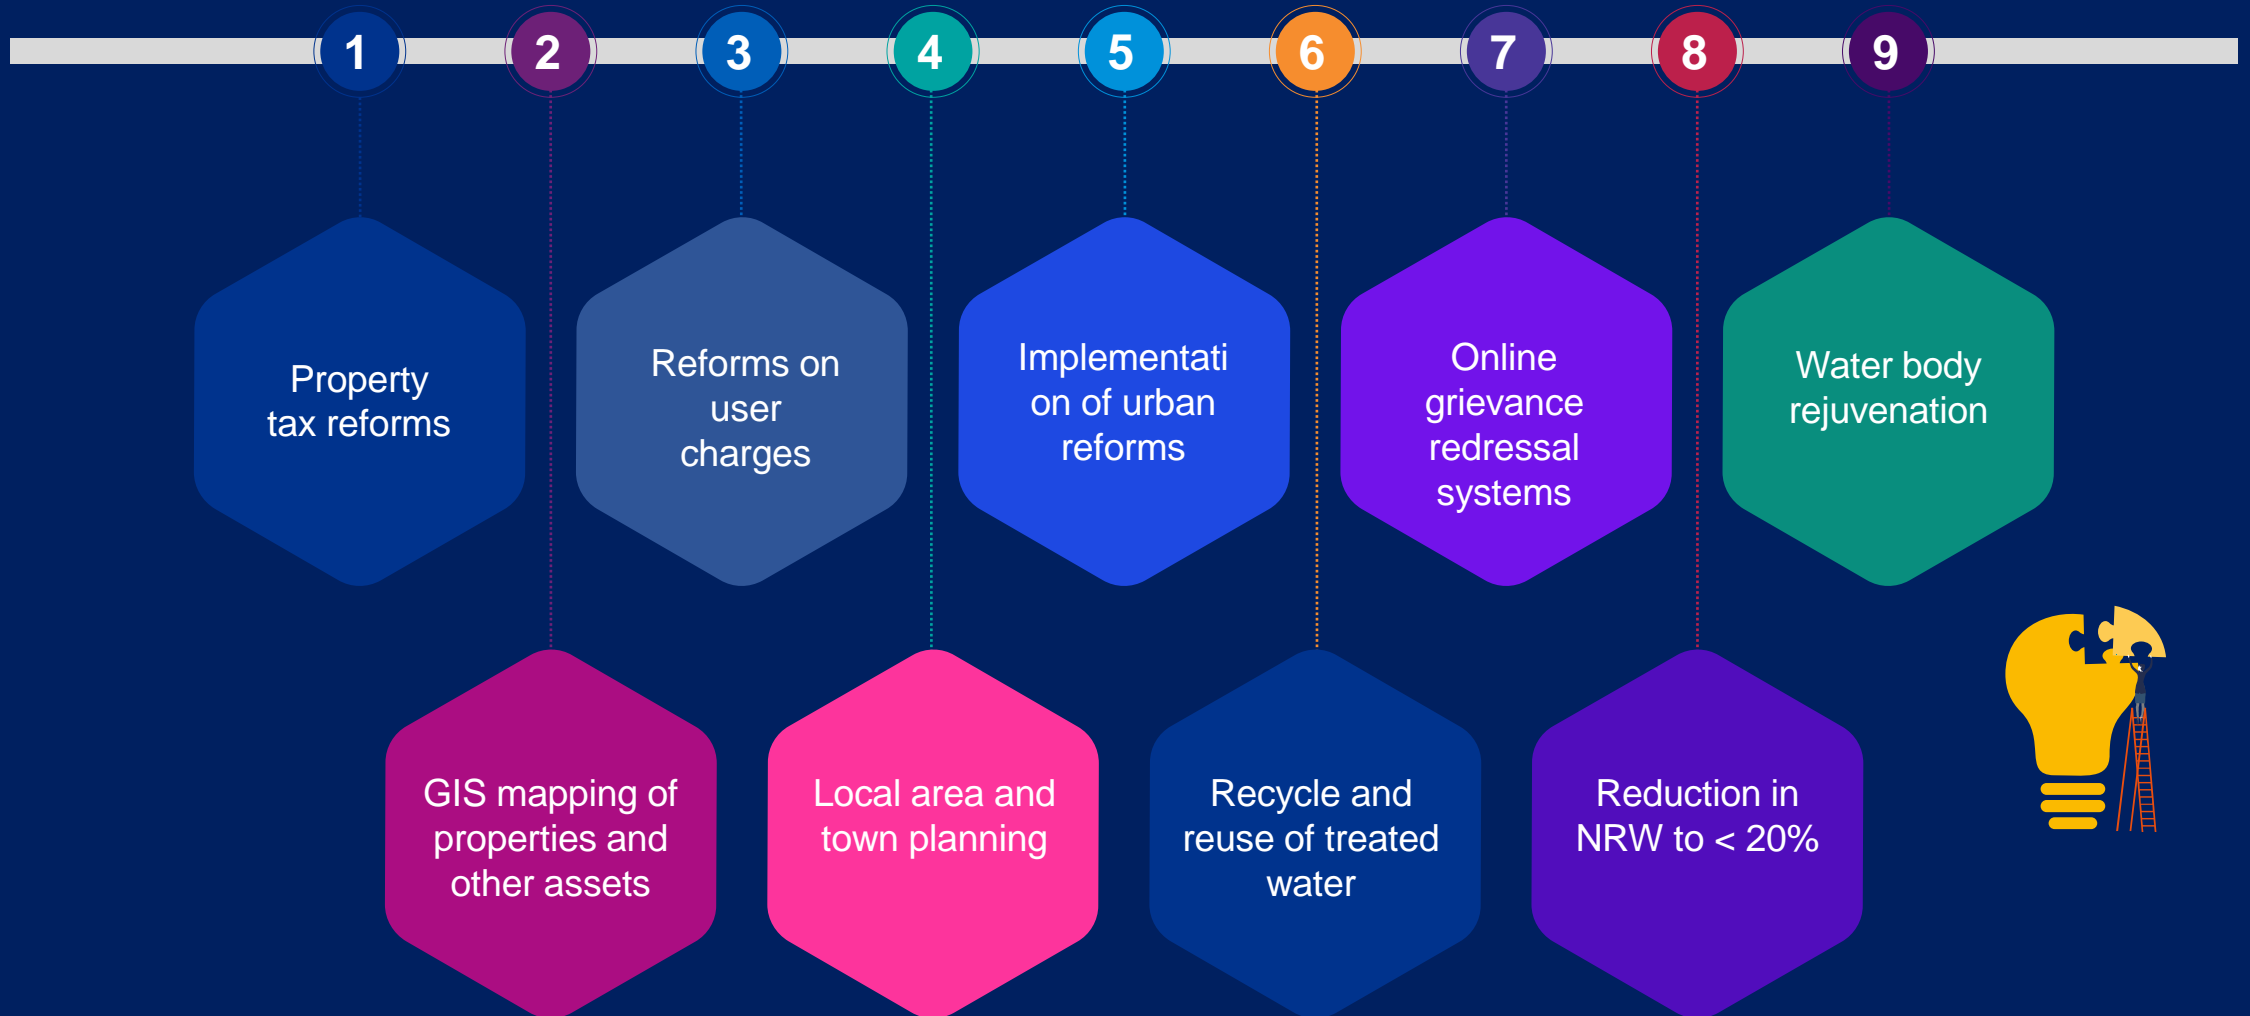 1
2
3
4
5
6
7
8
9
Property
tax reforms
Reforms on
user
charges
Implementati
on of urban
reforms
Online
grievance
redressal
systems
Water body
rejuvenation
GIS mapping of
properties and
other assets
Local area and
town planning
Recycle and
reuse of treated
water
Reduction in
NRW to < 20%